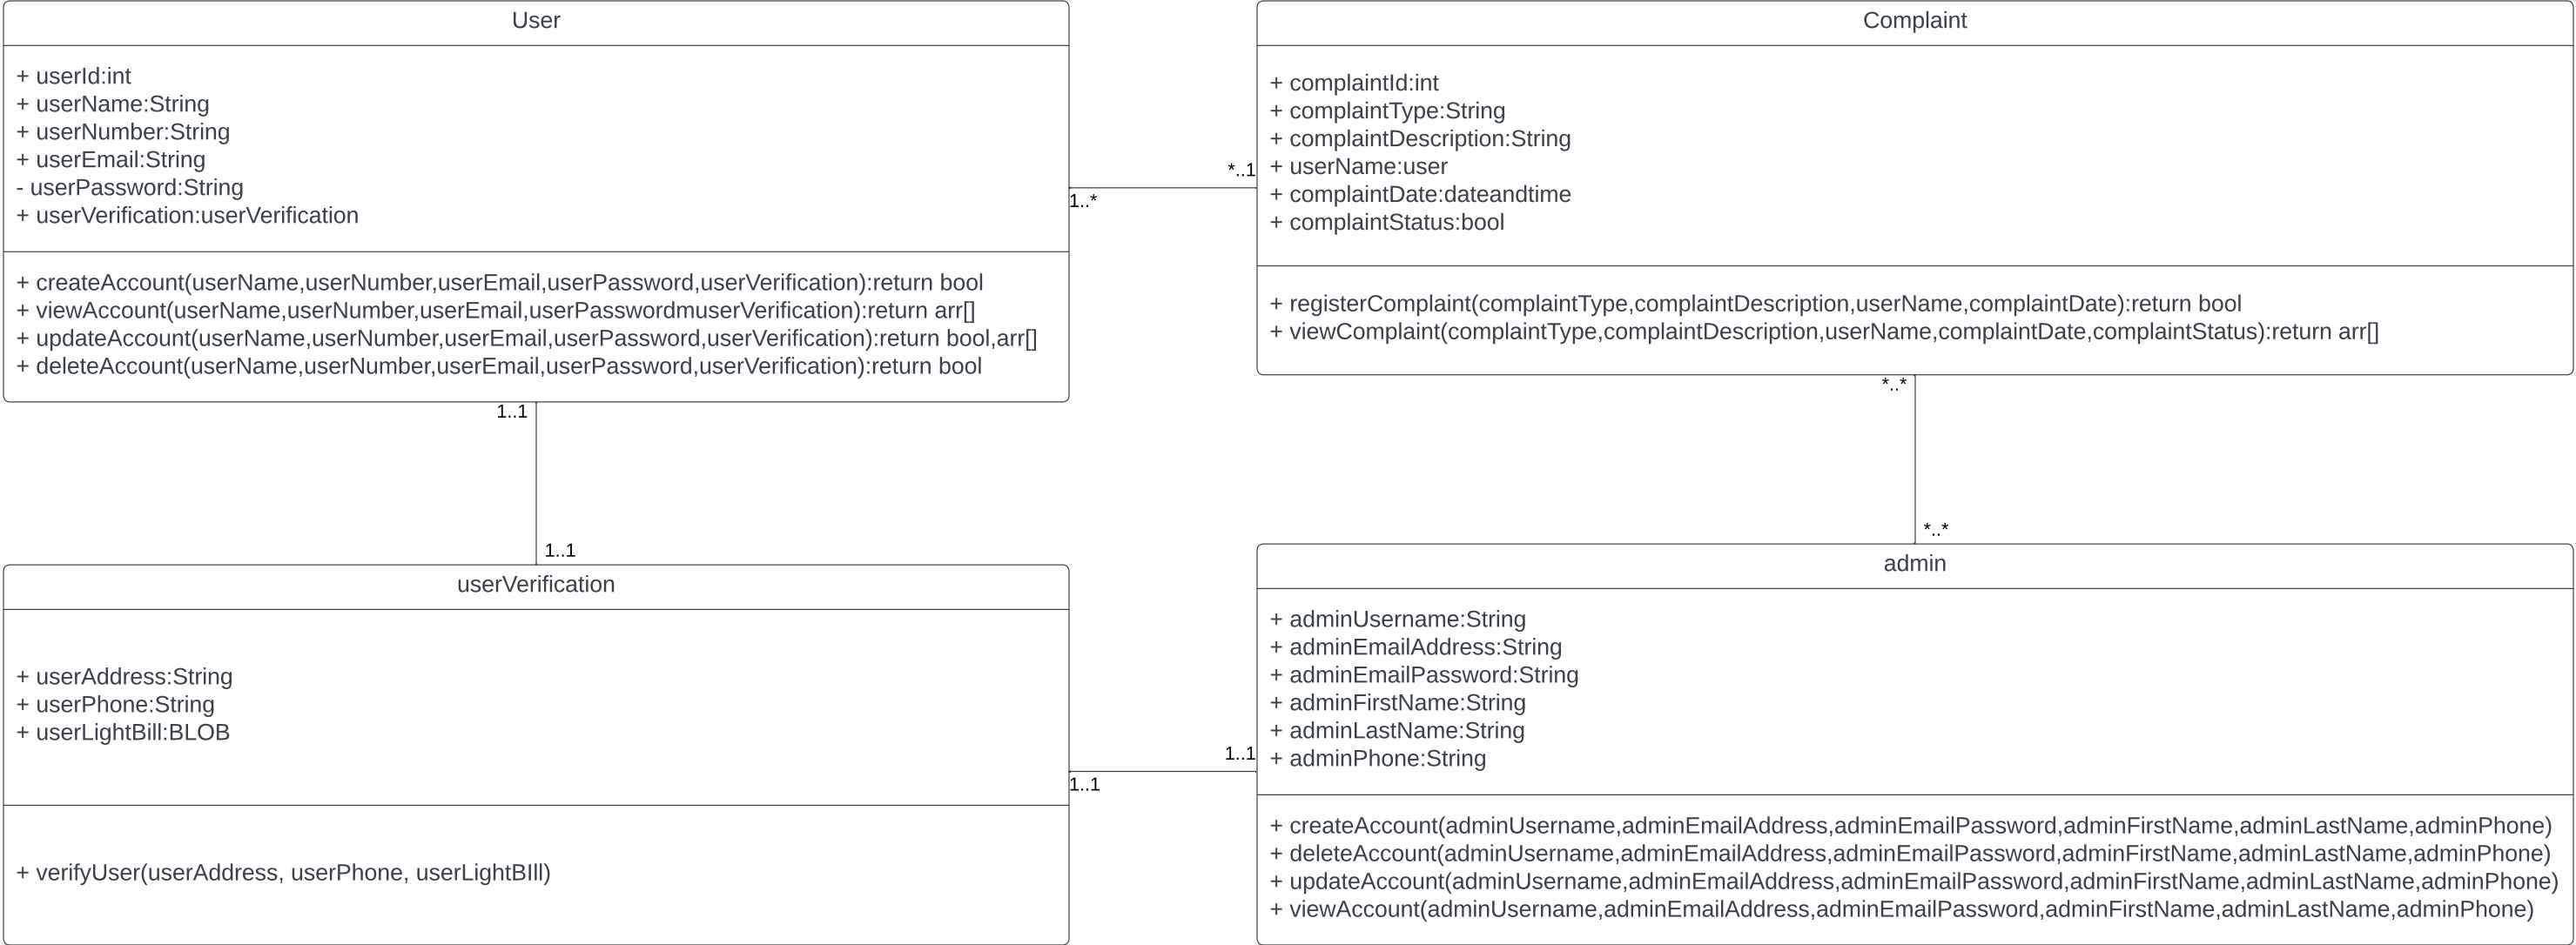 User
+ userId:int
+ userName:String
+ userNumber:String
+ userEmail:String
- userPassword:String
+ userVerification:userVerification
+ createAccount(userName,userNumber,userEmail,userPassword,userVerification):return bool
+ viewAccount(userName,userNumber,userEmail,userPasswordmuserVerification):return arr[]
+ updateAccount(userName,userNumber,userEmail,userPassword,userVerification):return bool,arr[]
+ deleteAccount(userName,userNumber,userEmail,userPassword,userVerification):return bool
1..*
*..1
Complaint
+ complaintId:int
+ complaintType:String
+ complaintDescription:String
+ userName:user
+ complaintDate:dateandtime
+ complaintStatus:bool
+ registerComplaint(complaintType,complaintDescription,userName,complaintDate):return bool
+ viewComplaint(complaintType,complaintDescription,userName,complaintDate,complaintStatus):return arr[]
1..1
1..1
*..*
*..*
userVerification
+ userAddress:String
+ userPhone:String
+ userLightBill:BLOB
+ verifyUser(userAddress, userPhone, userLightBIll)
1..1
1..1
admin
+ adminUsername:String
+ adminEmailAddress:String
+ adminEmailPassword:String
+ adminFirstName:String
+ adminLastName:String
+ adminPhone:String
+ createAccount(adminUsername,adminEmailAddress,adminEmailPassword,adminFirstName,adminLastName,adminPhone)
+ deleteAccount(adminUsername,adminEmailAddress,adminEmailPassword,adminFirstName,adminLastName,adminPhone)
+ updateAccount(adminUsername,adminEmailAddress,adminEmailPassword,adminFirstName,adminLastName,adminPhone)
+ viewAccount(adminUsername,adminEmailAddress,adminEmailPassword,adminFirstName,adminLastName,adminPhone)